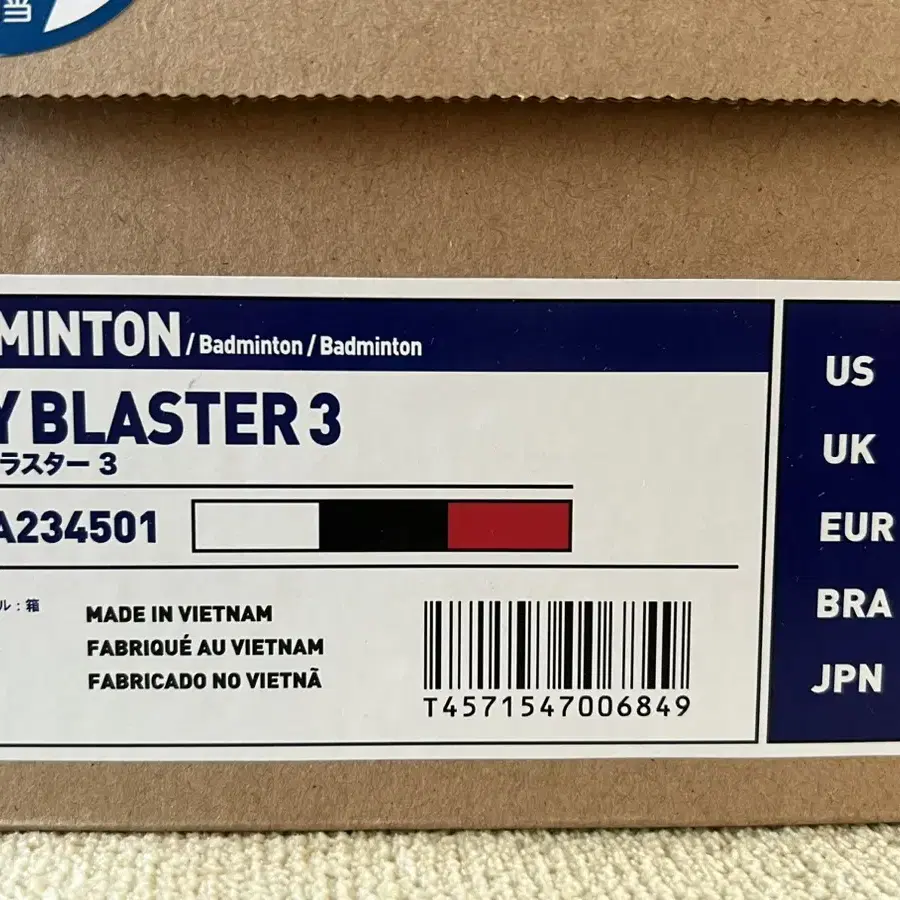 当
MINTON / Badminton / Badminton
Y BLASTER 3
ラスター 3
A234501
ル：箱
MADE IN VIETNAM
FABRIQUÉ AU VIETNAM
FABRICADO NO VIETNÃ
T4571547006849
US
UK
EUR
BRA
JPN